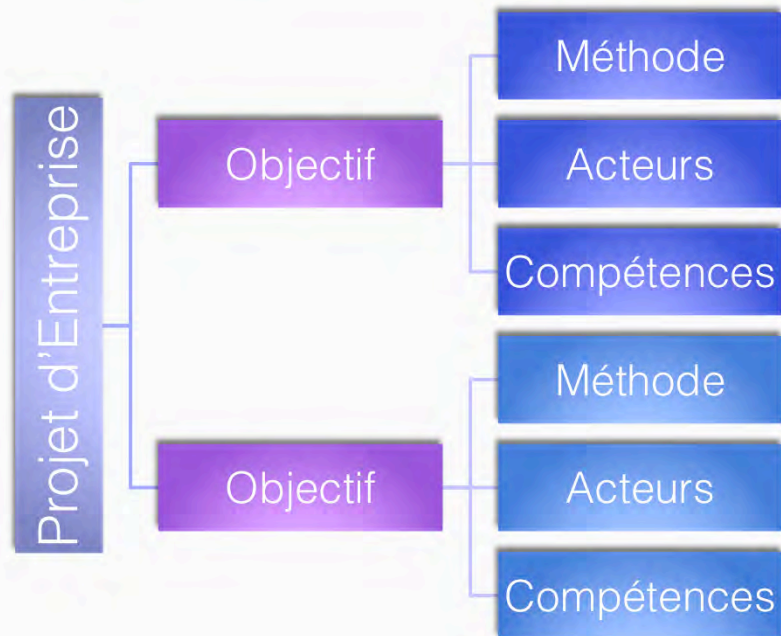 Projet d'Entreprise
Objectif
Méthode
Acteurs
Compétences
Objectif
Méthode
Acteurs
Compétences